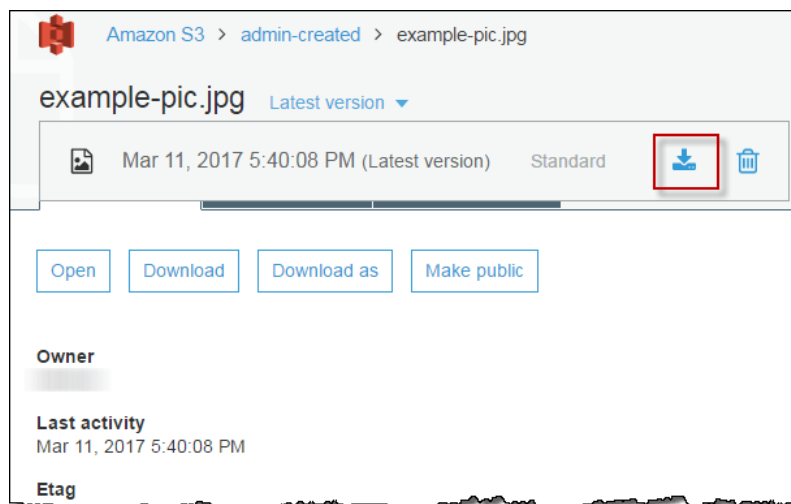 Amazon S3 > admin-created > example-pic.jpg
example-pic.jpg Latest version
Mar 11, 2017 5:40:08 PM (Latest version) Standard
Open Download Download as Make public
Owner
Last activity
Mar 11, 2017 5:40:08 PM
Etag